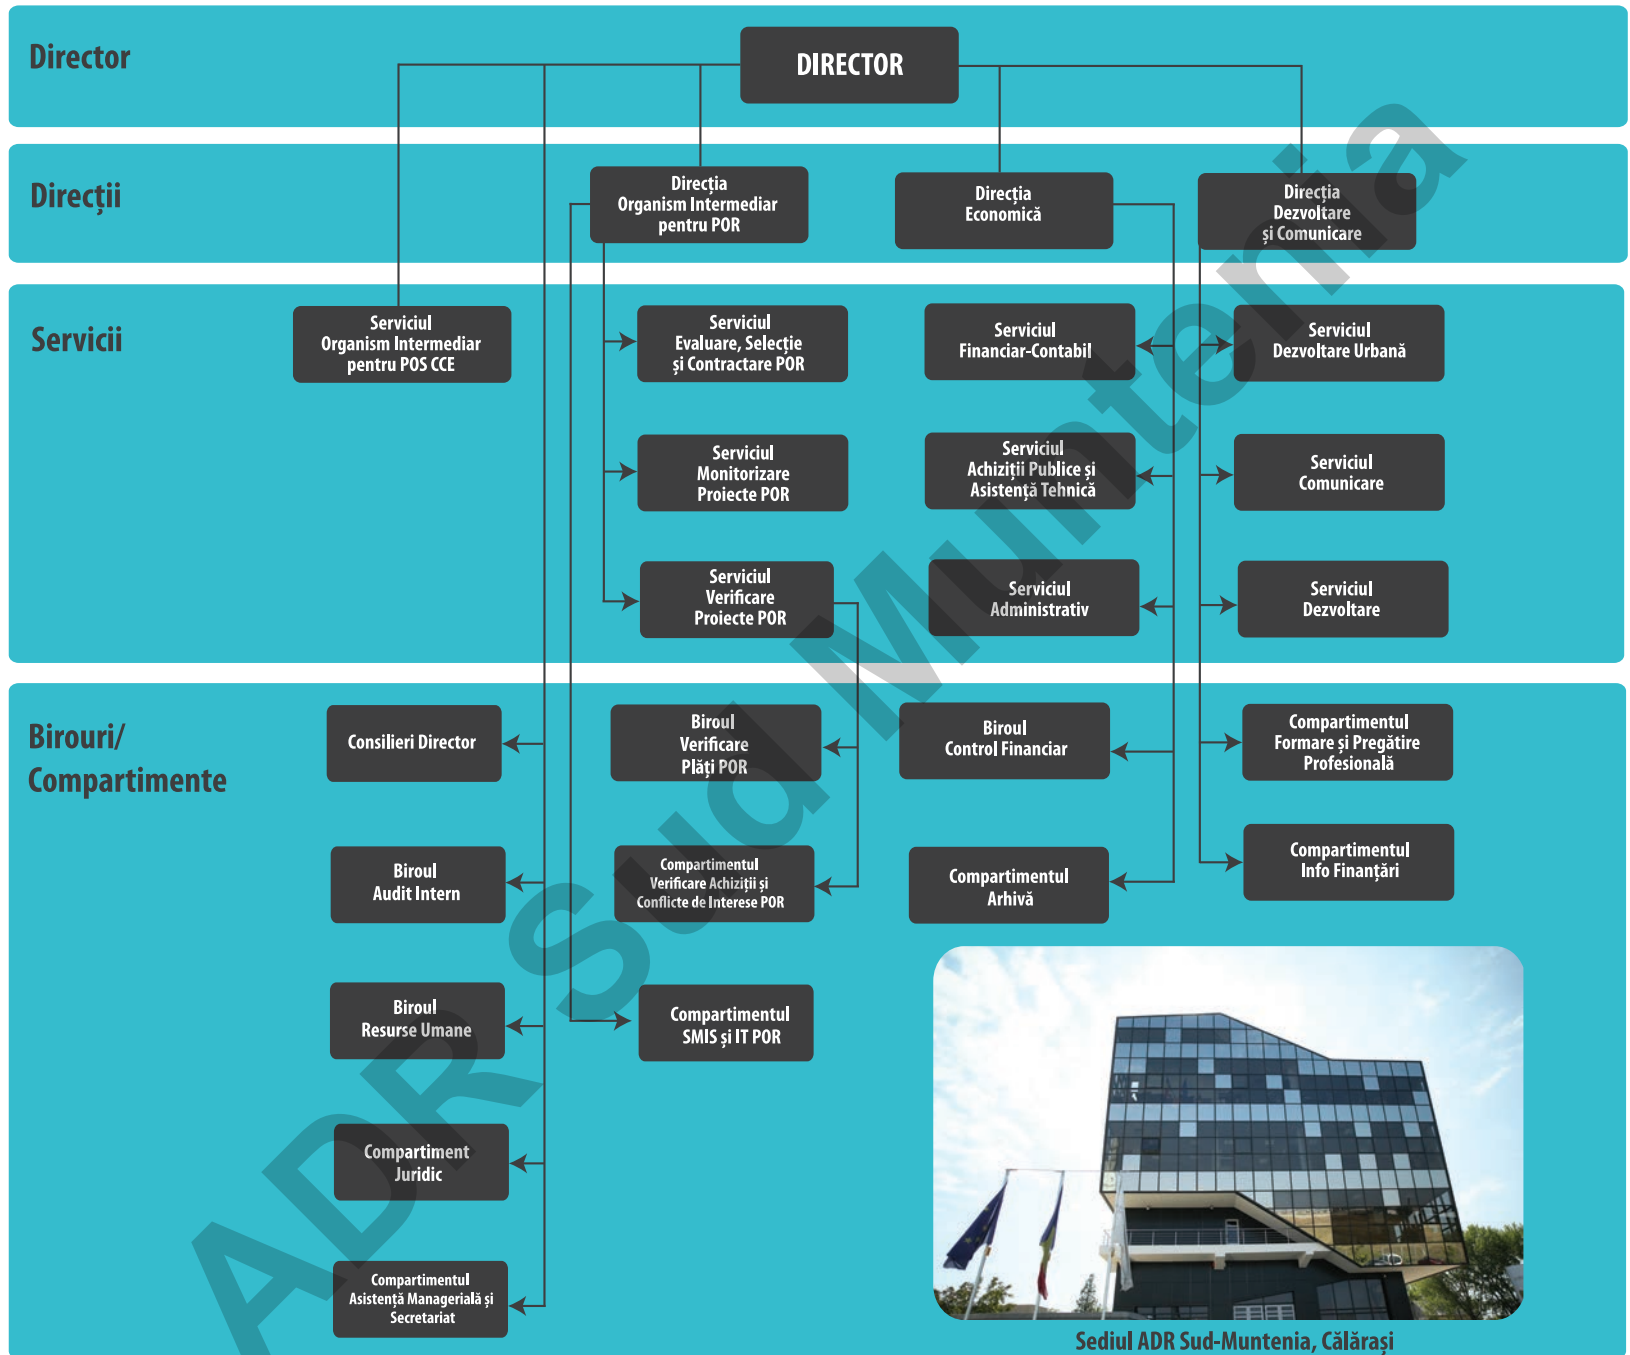 Director
DIRECTOR
Direcții
Direcția
Organism Intermediar
pentru POR
Direcția
Economică
Direcția
Dezvoltare
și Comunicare
Servicii
Serviciul
Organism Intermediar
pentru POS CCE
Serviciul
Evaluare, Selecție
și Contractare POR
Serviciul
Financiar-Contabil
Serviciul
Dezvoltare Urbană
Serviciul
Monitorizare
Proiecte POR
Serviciul
Achiziții Publice și
Asistență Tehnică
Serviciul
Comunicare
Serviciul
Verificare
Proiecte POR
Serviciul
Administrativ
Serviciul
Dezvoltare
Birouri/
Compartimente
Consilieri Director
Biroul
Verificare
Plăți POR
Biroul
Control Financiar
Compartimentul
Formare și Pregătire
Profesională
Biroul
Audit Intern
Compartimentul
Verificare Achiziții și
Conflicte de Interese POR
Compartimentul
Arhivă
Compartimentul
Info Finanțări
Biroul
Resurse Umane
Compartimentul
SMIS și IT POR
Compartiment
Juridic
Compartimentul
Asistență Managerială și
Secretariat
Sediul ADR Sud-Muntenia, Călărași
ADR Sud Muntenia